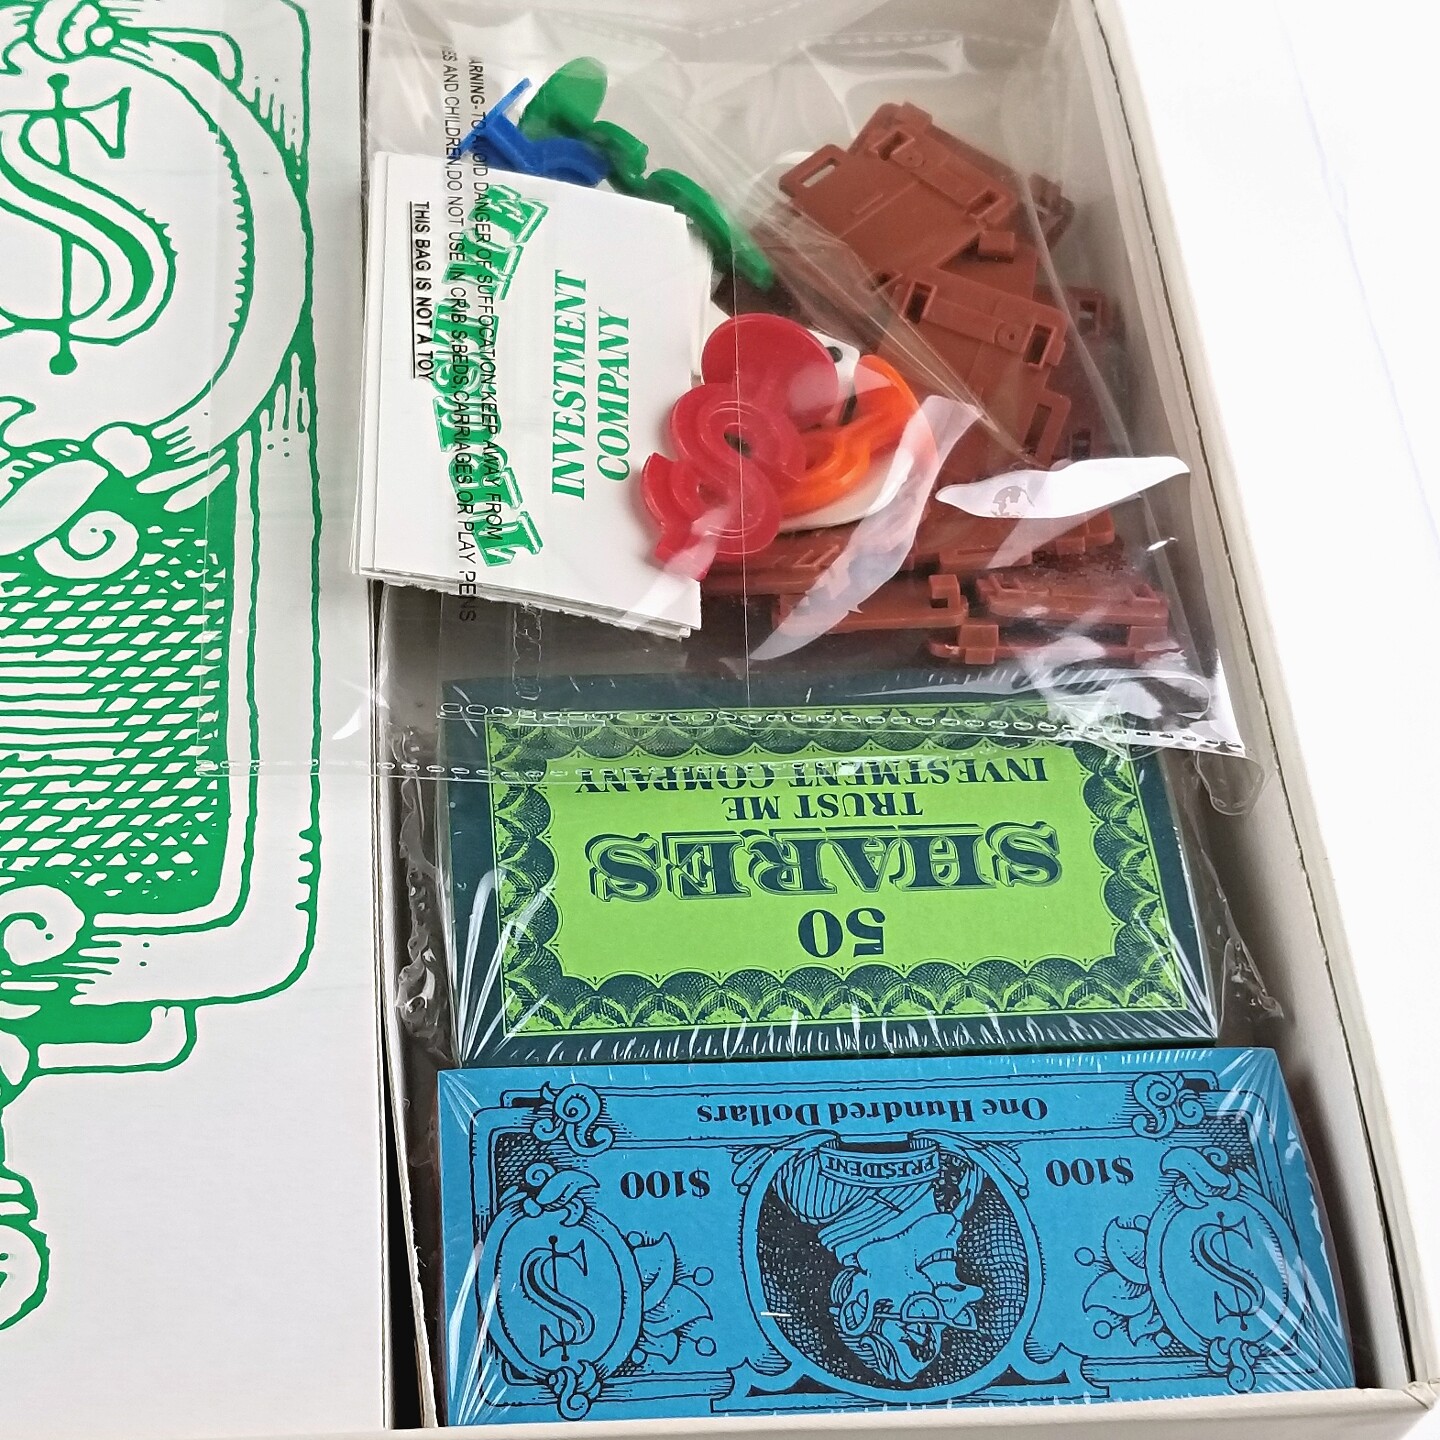 WARNING-TO AVOID DANGER OF SUFFOCATION KEEP AWAY FROM
BABIES AND CHILDREN, DO NOT USE IN CRIBS, BEDS, CARRIAGES OR PLAY PENS
THIS BAG IS NOT A TOY
INVESTMENT
COMPANY
50
SHARES
TRUST ME
INVESTMENT COMPANY
One Hundred Dollars
$100
$100
PRESIDENT